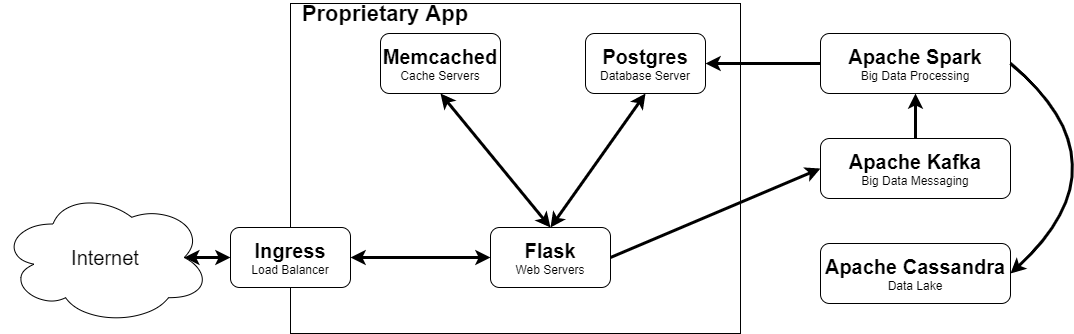 Proprietary App
Memcached
Cache Servers
Postgres
Database Server
Apache Spark
Big Data Processing
Apache Kafka
Big Data Messaging
Internet
Ingress
Load Balancer
Flask
Web Servers
Apache Cassandra
Data Lake